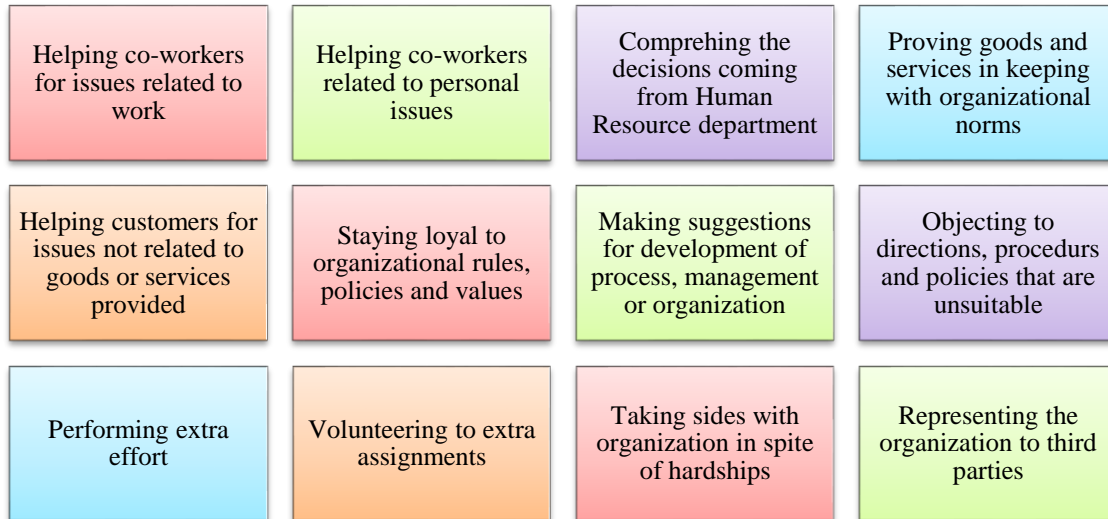 Helping co-workers
for issues related to
work
Helping co-workers
related to personal
issues
Comprehing the
decisions coming
from Human
Resource department
Proving goods and
services in keeping
with organizational
norms
Helping customers for
issues not related to
goods or services
provided
Staying loyal to
organizational rules,
policies and values
Making suggestions
for development of
process, management
or organization
Objecting to
directions, procedurs
and policies that are
unsuitable
Performing extra
effort
Volunteering to extra
assignments
Taking sides with
organization in spite
of hardships
Representing the
organization to third
parties